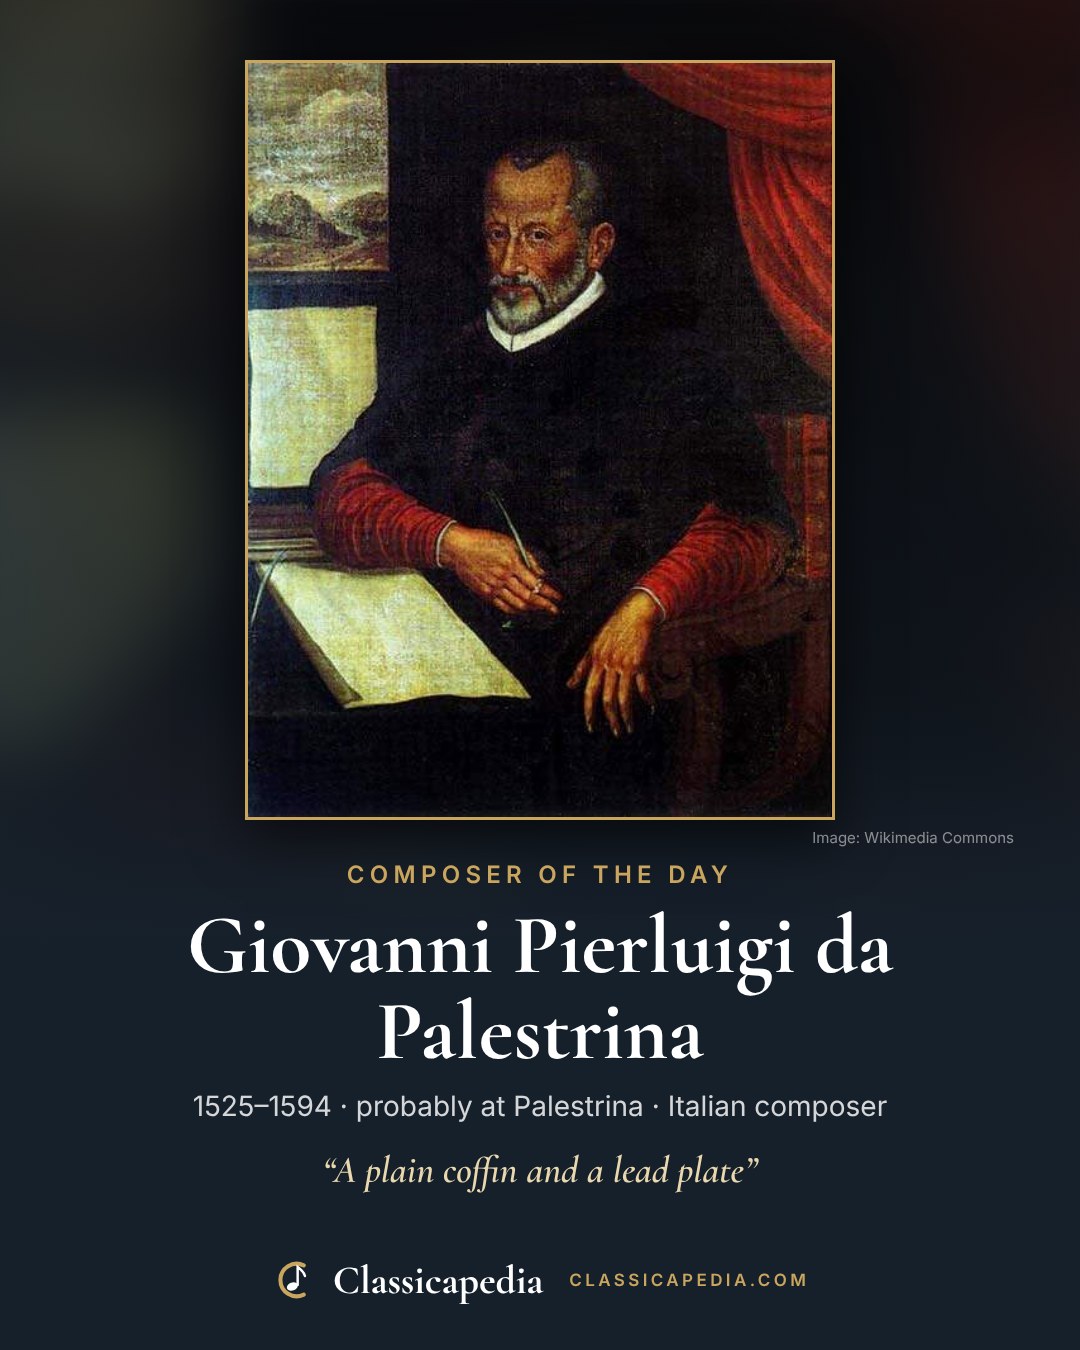 Image: Wikimedia Commons
COMPOSER OF THE DAY
Giovanni Pierluigi da
Palestrina
1525–1594 · probably at Palestrina · Italian composer
“A plain coffin and a lead plate”
Classicapedia CLASSICAPEDIA.COM